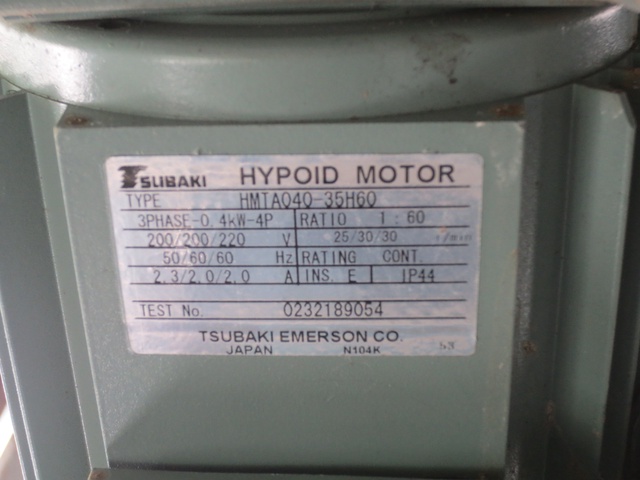 TSUBAKI HYPOID MOTOR
TYPE HMTA040-35H60
3PHASE-0.4kW-4P RATIO 1:60
200/200/220 V 25/30/30 r/min
50/60/60 Hz RATING CONT.
2.3/2.0/2.0 A INS. E IP44
TEST No. 0232189054
TSUBAKI EMERSON CO.
JAPAN N104K 53